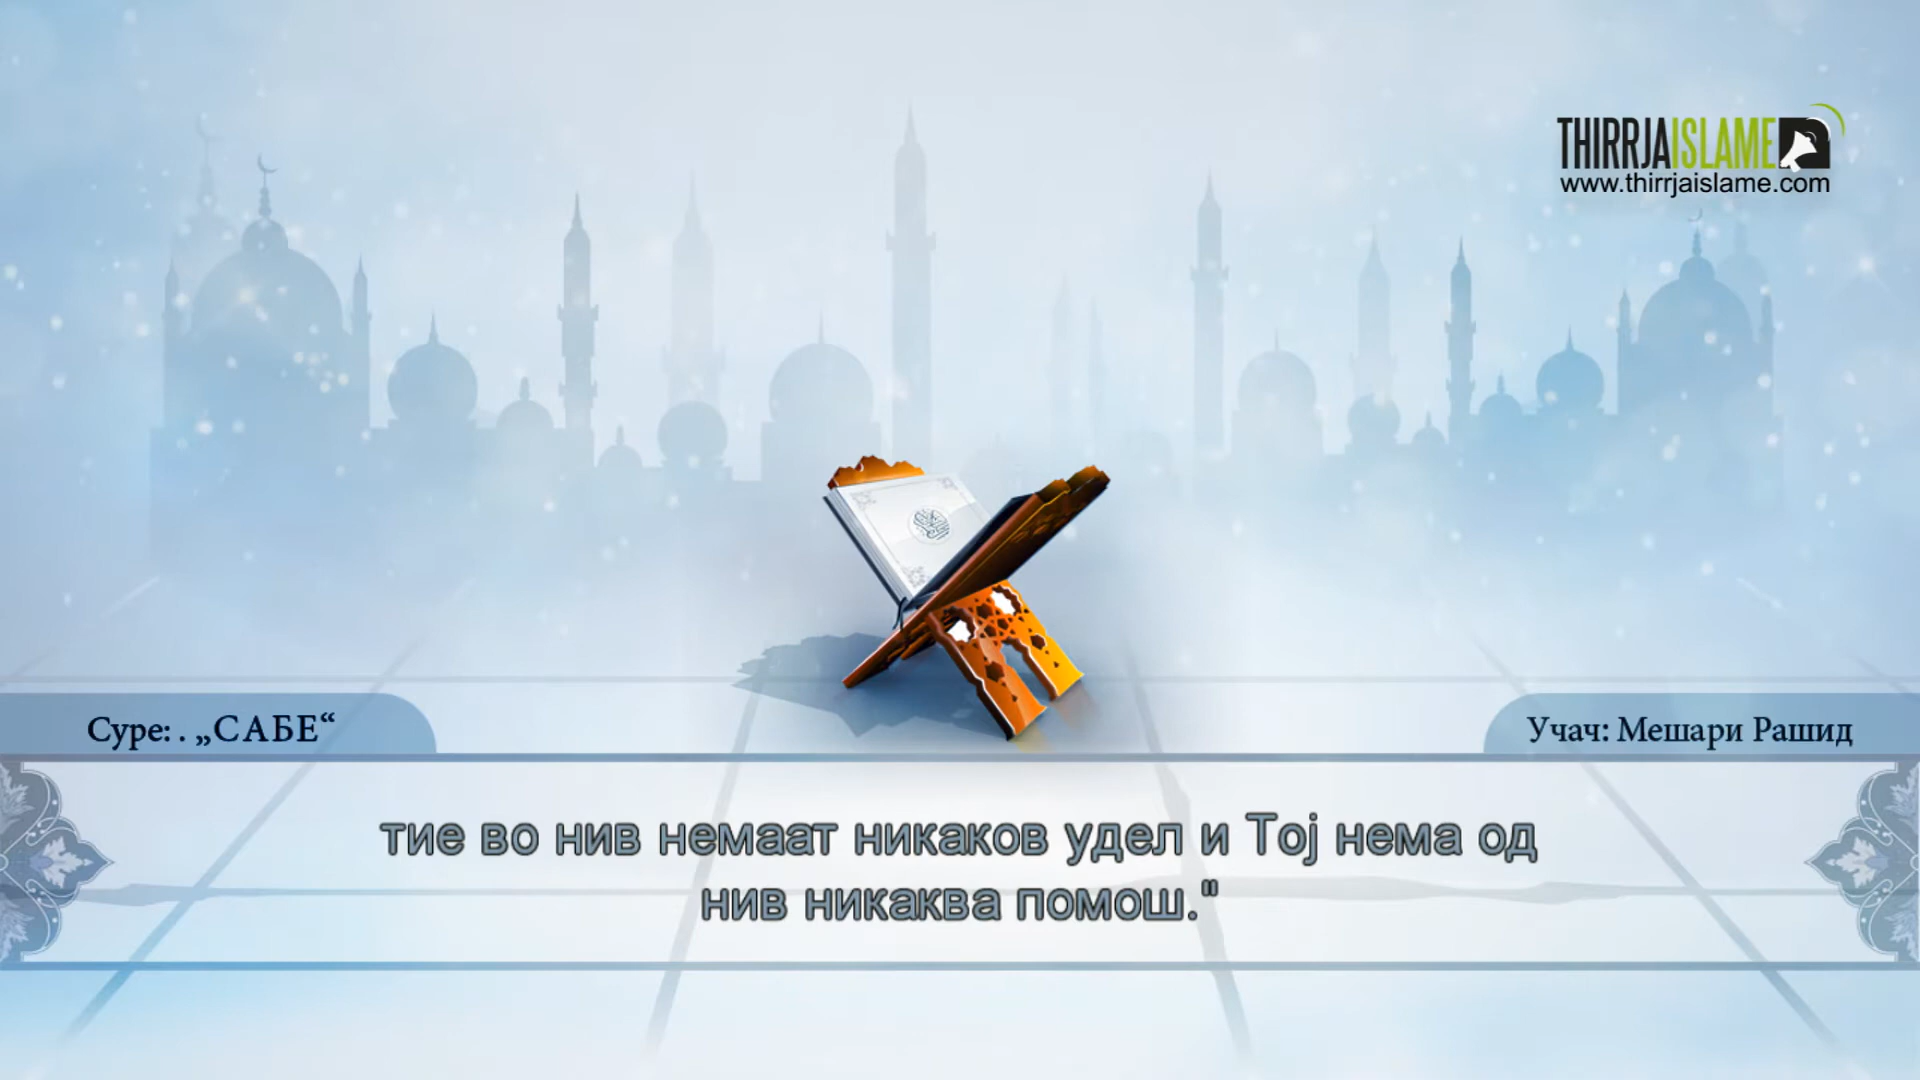 THIRRJAISLAME
www.thirrjaislame.com
Суре: . „САБЕ“
Учач: Мешари Рашид
тие во нив немаат никаков удел и Тој нема од
нив никаква помош."